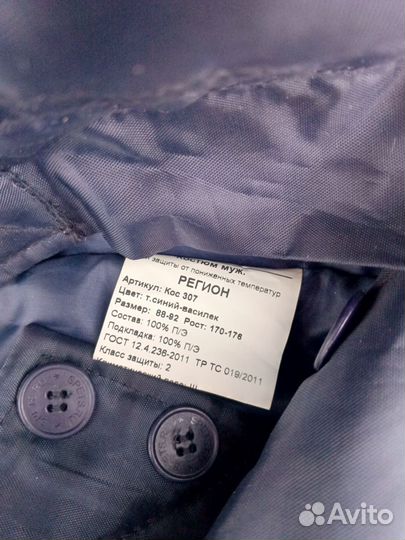 Костюм муж.
защиты от пониженных температур
РЕГИОН
Артикул: Кос 307
Цвет: т.синий-василек
Размер: 88-92 Рост: 170-176
Состав: 100% П/Э
Подкладка: 100% П/Э
ГОСТ 12.4.236-2011 ТР ТС 019/2011
Класс защиты: 2
Avito